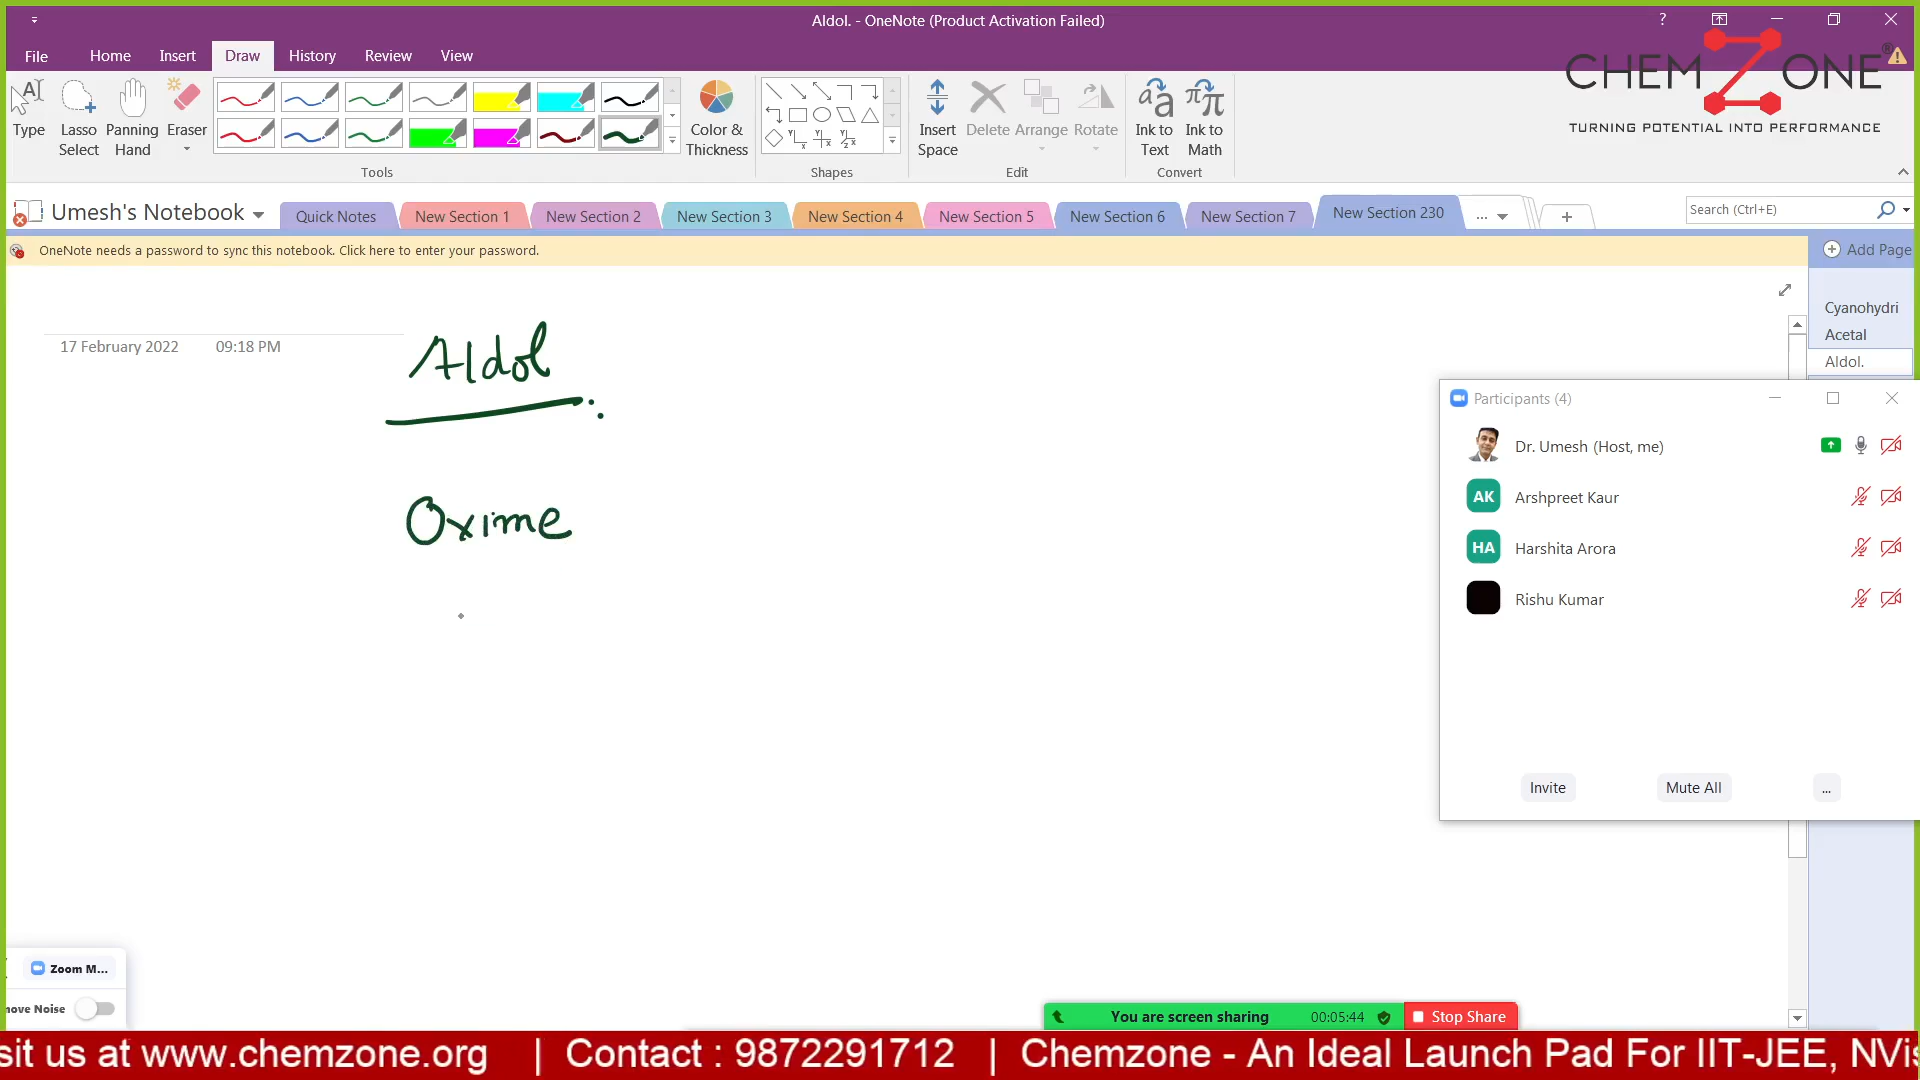 Aldol. - OneNote (Product Activation Failed)
?
File Home Insert Draw History Review View
CHEMZONE®
TURNING POTENTIAL INTO PERFORMANCE
Type
Lasso Select
Panning Hand
Eraser
Color & Thickness
Insert Space
Delete
Arrange
Rotate
Ink to Text
Ink to Math
Tools
Shapes
Edit
Convert
Umesh's Notebook
Quick Notes New Section 1 New Section 2 New Section 3 New Section 4 New Section 5 New Section 6 New Section 7 New Section 230 ... +
Search (Ctrl+E)
OneNote needs a password to sync this notebook. Click here to enter your password.
Add Page
Cyanohydri
Acetal
Aldol.
17 February 2022 09:18 PM
Aldol
Oxime
Participants (4)
Dr. Umesh (Host, me)
AK Arshpreet Kaur
HA Harshita Arora
Rishu Kumar
Invite Mute All ...
Zoom M...
nove Noise
You are screen sharing 00:05:44 Stop Share
sit us at www.chemzone.org | Contact : 9872291712 | Chemzone - An Ideal Launch Pad For IIT-JEE, NVis